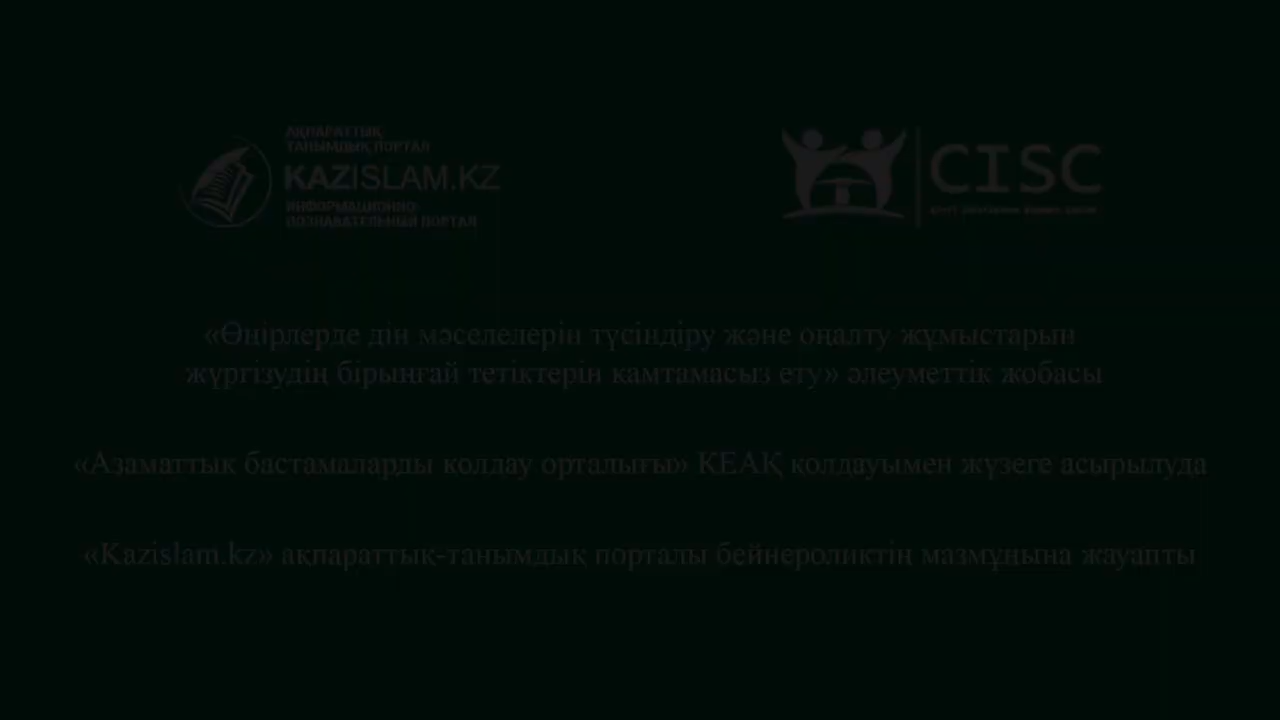 АҚПАРАТТЫҚ
ТАНЫМДЫҚ ПОРТАЛ
KAZISLAM.KZ
ИНФОРМАЦИОННО-
ПОЗНАВАТЕЛЬНЫЙ ПОРТАЛ
CISC
«Өңірлерде дін мәселелерін түсіндіру және оңалту жұмыстарын
жүргізудің бірыңғай тетіктерін қамтамасыз ету» әлеуметтік жобасы
«Азаматтық бастамаларды қолдау орталығы» КЕАҚ қолдауымен жүзеге асырылуда
«Kazislam.kz» ақпараттық-танымдық порталы бейнероликтің мазмұнына жауапты